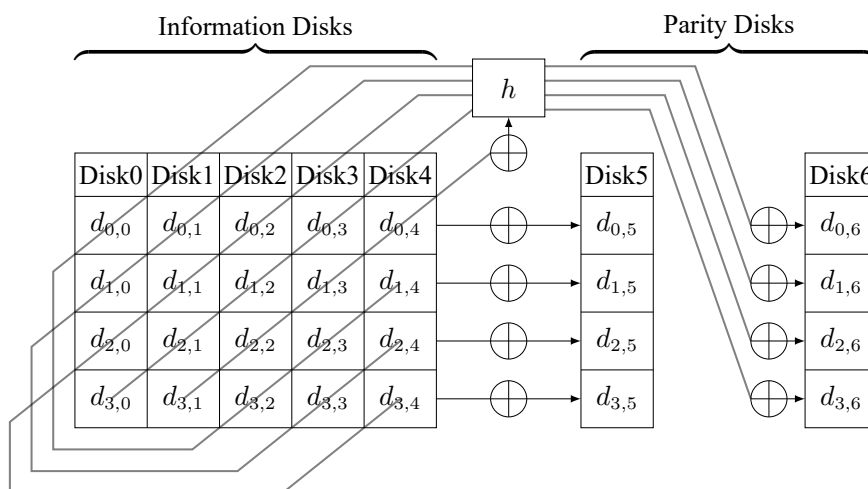 Information Disks Parity Disks
h
Disk0 Disk1 Disk2 Disk3 Disk4 Disk5 Disk6
d0,0 d0,1 d0,2 d0,3 d0,4 d0,5 d0,6
d1,0 d1,1 d1,2 d1,3 d1,4 d1,5 d1,6
d2,0 d2,1 d2,2 d2,3 d2,4 d2,5 d2,6
d3,0 d3,1 d3,2 d3,3 d3,4 d3,5 d3,6